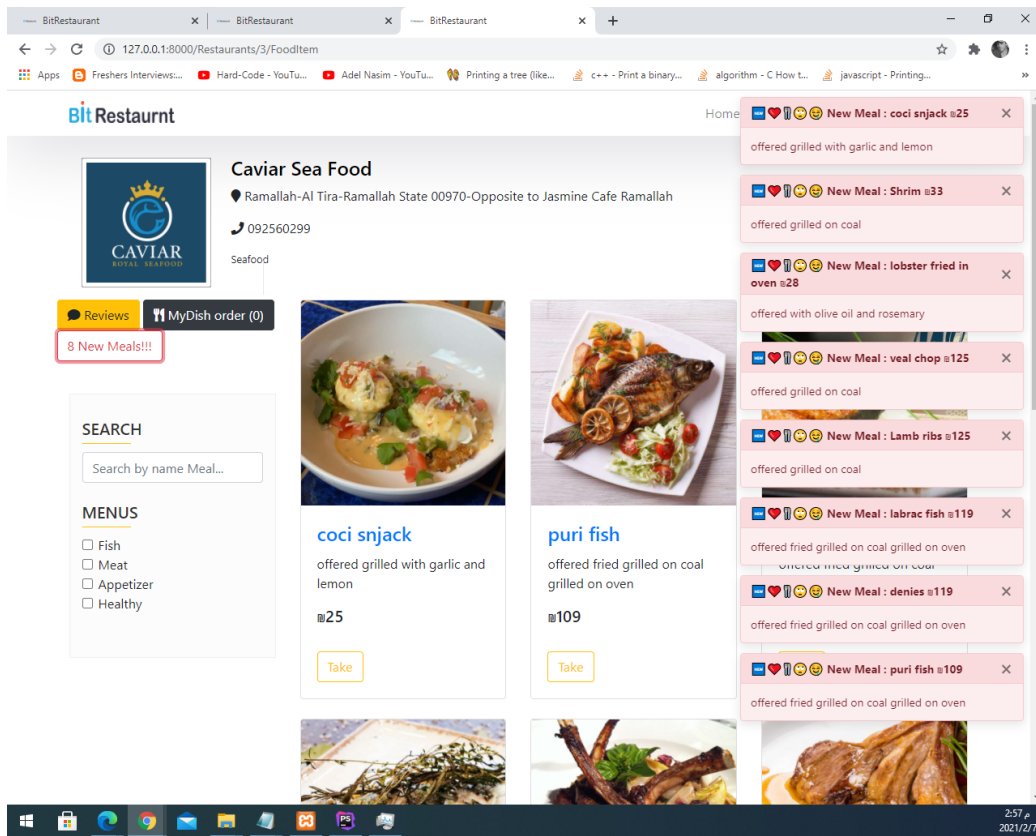 BitRestaurant
BitRestaurant
BitRestaurant
127.0.0.1:8000/Restaurants/3/FoodItem
Apps
Freshers Interviews:...
Hard-Code - YouTu...
Adel Nasim - YouTu...
Printing a tree (like...
c++ - Print a binary...
algorithm - C How t...
javascript - Printing...
»
Bit Restaurnt
Home
CAVIAR
ROYAL SEAFOOD
Caviar Sea Food
Ramallah-Al Tira-Ramallah State 00970-Opposite to Jasmine Cafe Ramallah
092560299
Seafood
Reviews
MyDish order (0)
8 New Meals!!!
SEARCH
Search by name Meal...
MENUS
Fish
Meat
Appetizer
Healthy
coci snjack
offered grilled with garlic and
lemon
₪25
Take
puri fish
offered fried grilled on coal
grilled on oven
₪109
Take
offered fried grilled on coal
🆕❤️🍴🙄😉 New Meal : coci snjack ₪25
offered grilled with garlic and lemon
🆕❤️🍴🙄😉 New Meal : Shrim ₪33
offered grilled on coal
🆕❤️🍴🙄😉 New Meal : lobster fried in
oven ₪28
offered with olive oil and rosemary
🆕❤️🍴🙄😉 New Meal : veal chop ₪125
offered grilled on coal
🆕❤️🍴🙄😉 New Meal : Lamb ribs ₪125
offered grilled on coal
🆕❤️🍴🙄😉 New Meal : labrac fish ₪119
offered fried grilled on coal grilled on oven
🆕❤️🍴🙄😉 New Meal : denies ₪119
offered fried grilled on coal grilled on oven
🆕❤️🍴🙄😉 New Meal : puri fish ₪109
offered fried grilled on coal grilled on oven
2:57
2021/2/7